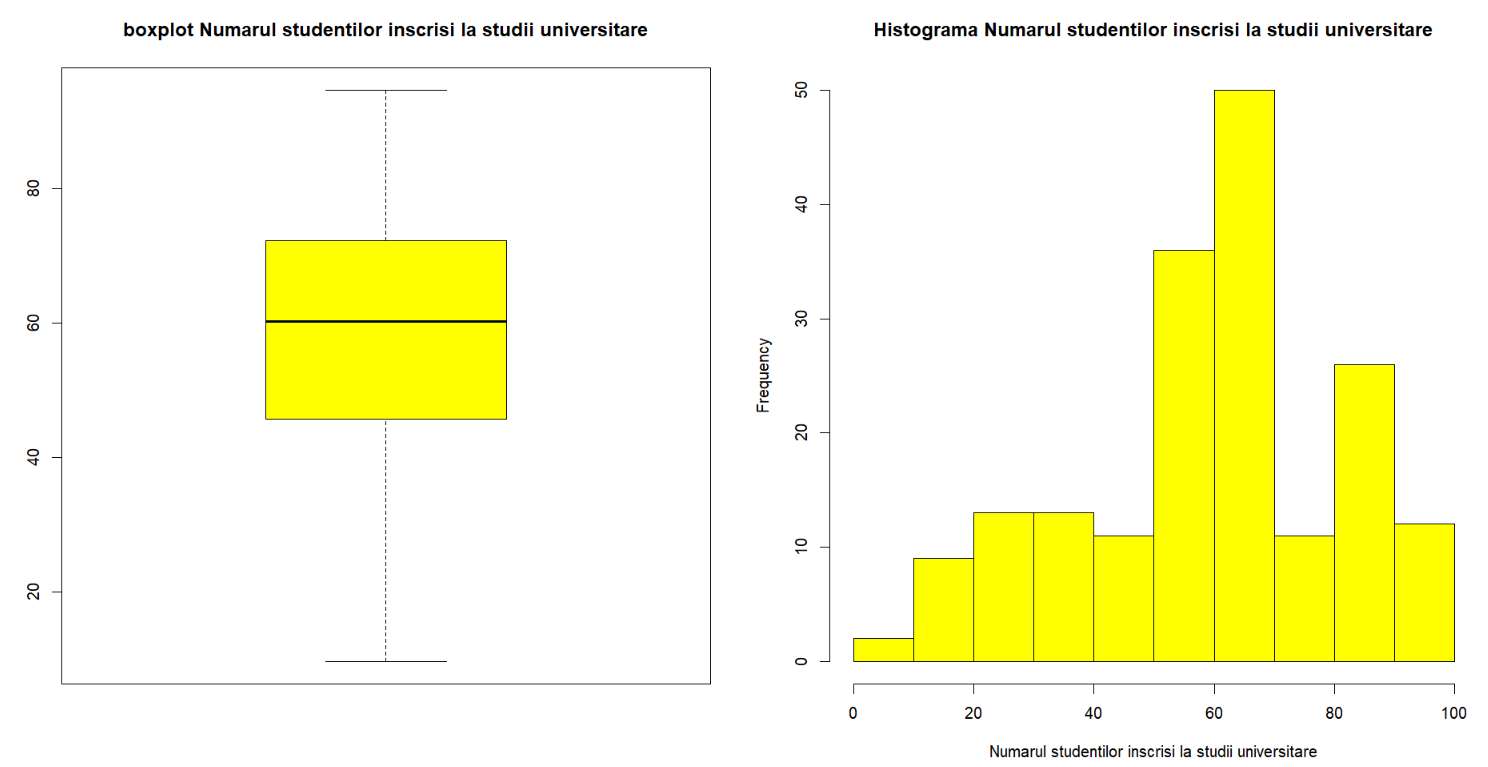 boxplot Numarul studentilor inscrisi la studii universitare
80
60
40
20
Histograma Numarul studentilor inscrisi la studii universitare
Frequency
50
40
30
20
10
0
0 20 40 60 80 100
Numarul studentilor inscrisi la studii universitare